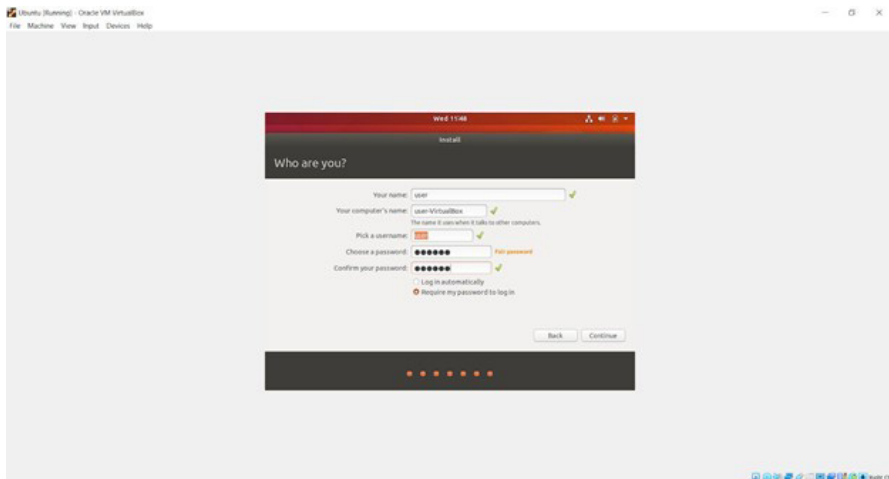 Ubuntu [Running] - Oracle VM VirtualBox
File Machine View Input Devices Help
Wed 11:48
Install
Who are you?
Your name: user
Your computer's name: user-VirtualBox
The name it uses when it talks to other computers.
Pick a username: user
Choose a password: ●●●●●● Fair password
Confirm your password: ●●●●●●
Log in automatically
Require my password to log in
Back Continue